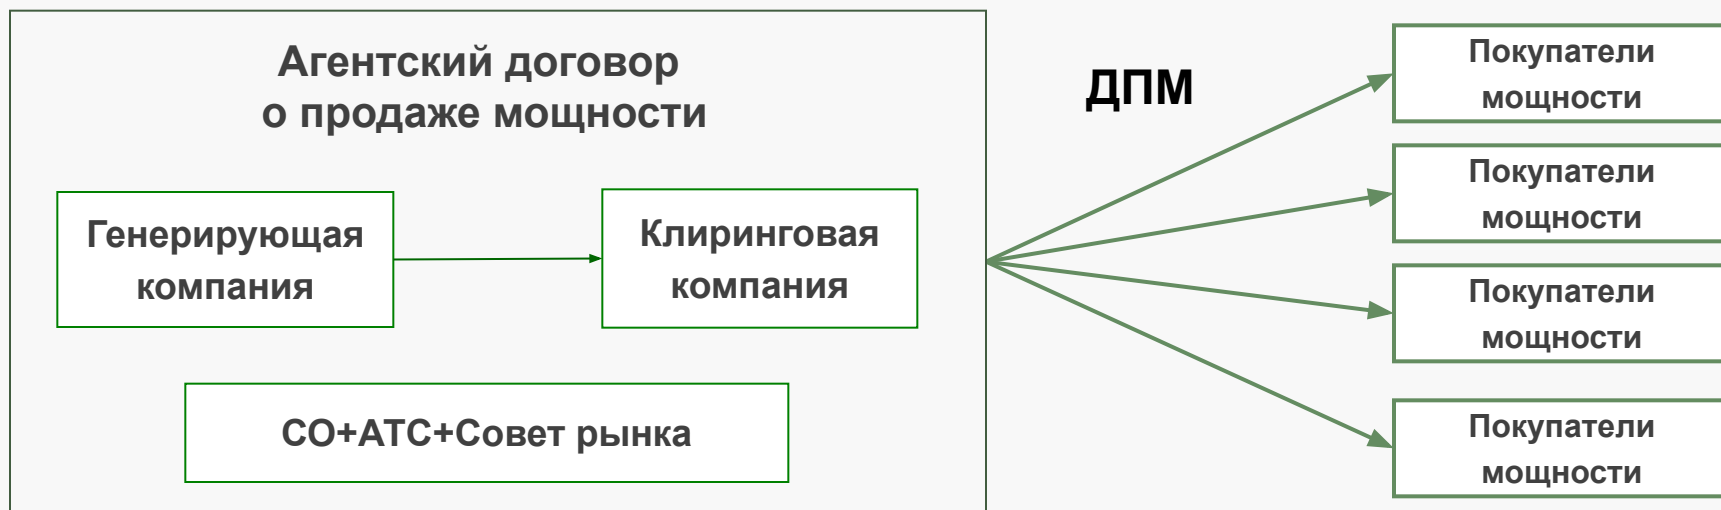 Агентский договор
о продаже мощности
Генерирующая
компания
Клиринговая
компания
СО+АТС+Совет рынка
ДПМ
Покупатели
мощности
Покупатели
мощности
Покупатели
мощности
Покупатели
мощности